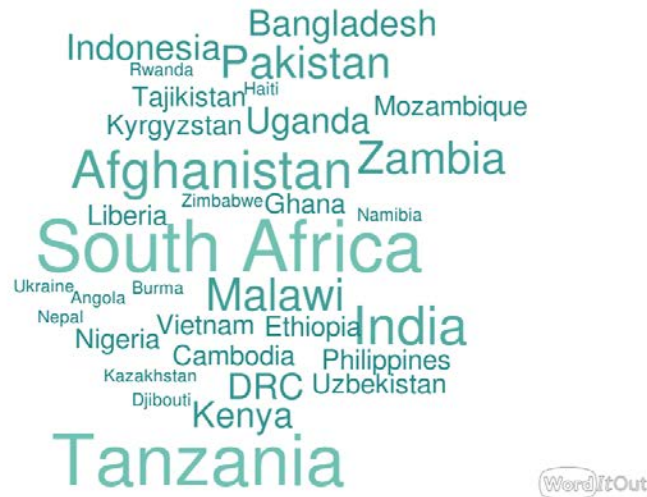 Bangladesh
Indonesia Pakistan
Rwanda
Tajikistan Haiti
Mozambique
Kyrgyzstan Uganda
Afghanistan Zambia
Zimbabwe Ghana
Liberia Namibia
South Africa
Ukraine Angola Burma Malawi
Nepal
Nigeria Vietnam Ethiopia India
Cambodia Philippines
Kazakhstan DRC Uzbekistan
Djibouti Kenya
Tanzania
WordItOut